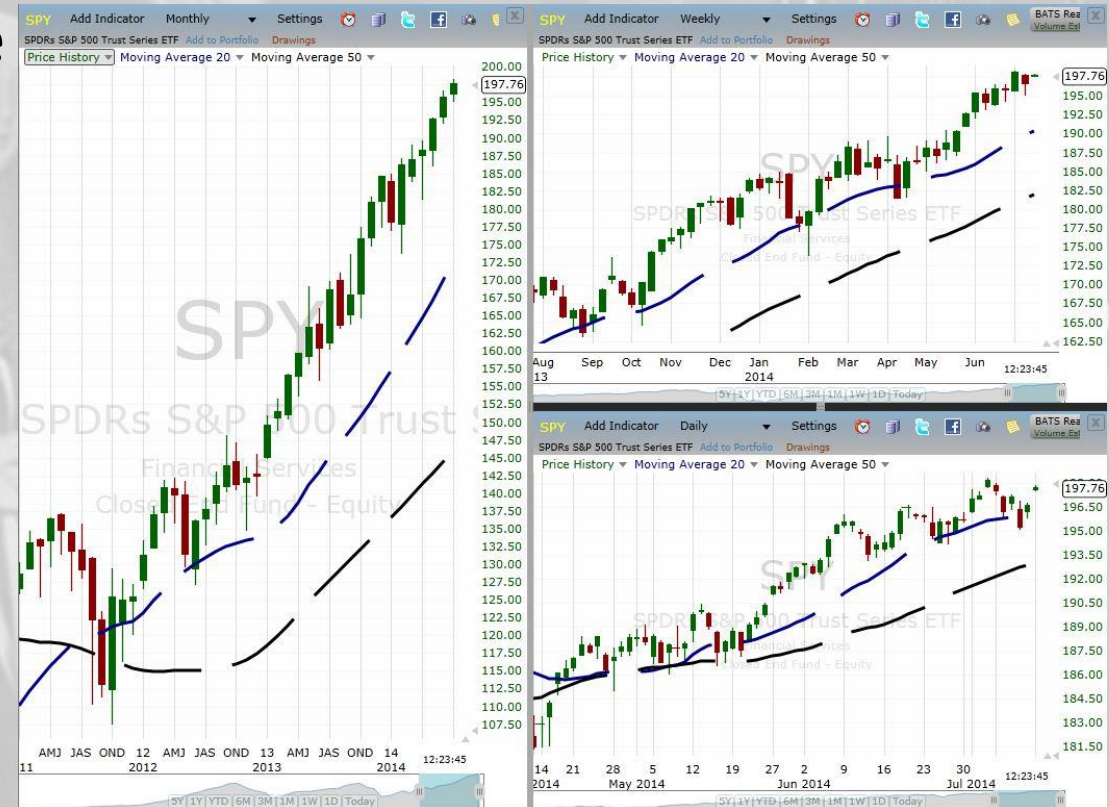 e
SPY Add Indicator Monthly Settings
SPDRs S&P 500 Trust Series ETF Add to Portfolio Drawings
Price History Moving Average 20 Moving Average 50
200.00
197.76
195.00
192.50
190.00
187.50
185.00
182.50
180.00
177.50
175.00
172.50
170.00
167.50
165.00
162.50
160.00
157.50
155.00
152.50
150.00
147.50
145.00
142.50
140.00
137.50
135.00
132.50
130.00
127.50
125.00
122.50
120.00
117.50
115.00
112.50
110.00
107.50
SPY
SPDRs S&P 500 Trust S
Financial Services
Closed End Fund - Equity
AMJ JAS OND 12 AMJ JAS OND 13 AMJ JAS OND 14
11 2012 2013 2014
12:23:45
5Y 1Y YTD 6M 3M 1M 1W 1D Today
SPY Add Indicator Weekly Settings
BATS Rea
Volume Est
SPDRs S&P 500 Trust Series ETF Add to Portfolio Drawings
Price History Moving Average 20 Moving Average 50
197.76
195.00
192.50
190.00
187.50
185.00
182.50
180.00
177.50
175.00
172.50
170.00
167.50
165.00
162.50
SPY
SPDRs S&P 500 Trust Series ETF
Financial Services
Closed End Fund - Equity
Aug Sep Oct Nov Dec Jan Feb Mar Apr May Jun
13 2014
12:23:45
5Y 1Y YTD 6M 3M 1M 1W 1D Today
SPY Add Indicator Daily Settings
BATS Rea
Volume Est
SPDRs S&P 500 Trust Series ETF Add to Portfolio Drawings
Price History Moving Average 20 Moving Average 50
197.76
196.50
195.00
193.50
192.00
190.50
189.00
187.50
186.00
184.50
183.00
181.50
SPY
SPDRs S&P 500 Trust Series ETF
Financial Services
Closed End Fund - Equity
14 21 28 5 12 19 27 2 9 16 23 30
2014 May 2014 Jun 2014 Jul 2014
12:23:45
5Y 1Y YTD 6M 3M 1M 1W 1D Today